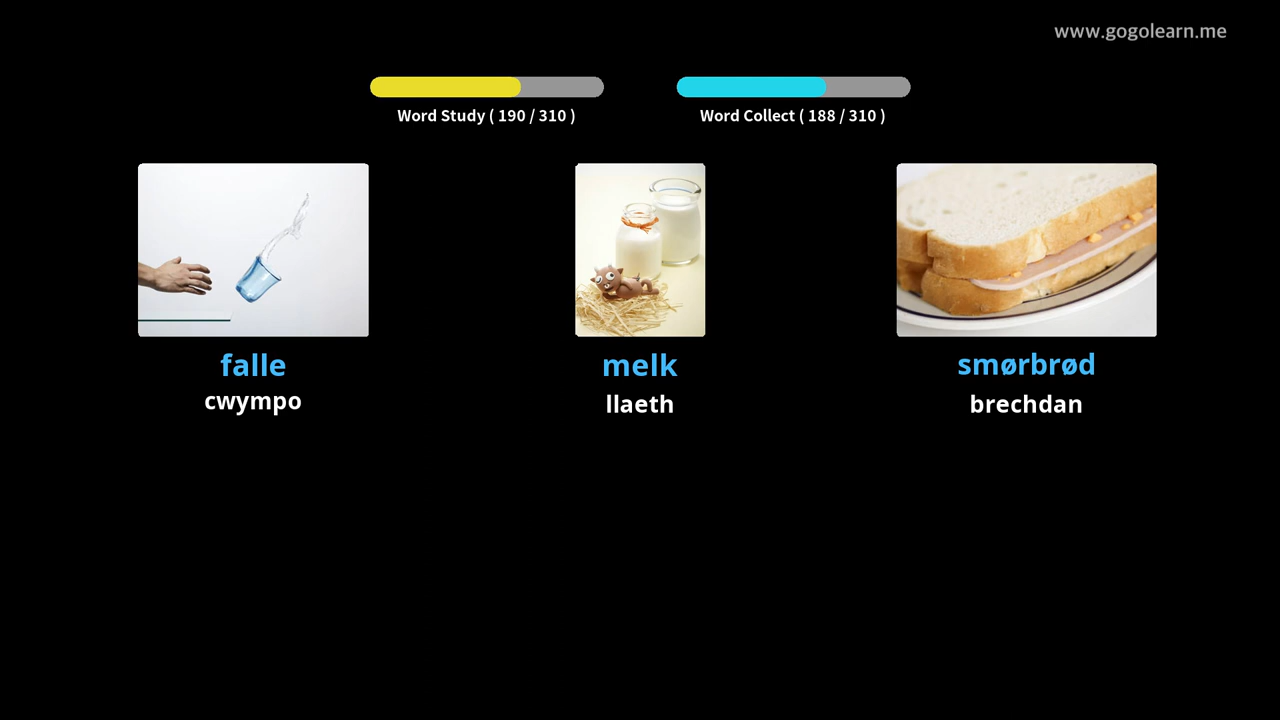 www.gogolearn.me
Word Study ( 190 / 310 )
Word Collect ( 188 / 310 )
falle
melk
smørbrød
cwympo
llaeth
brechdan